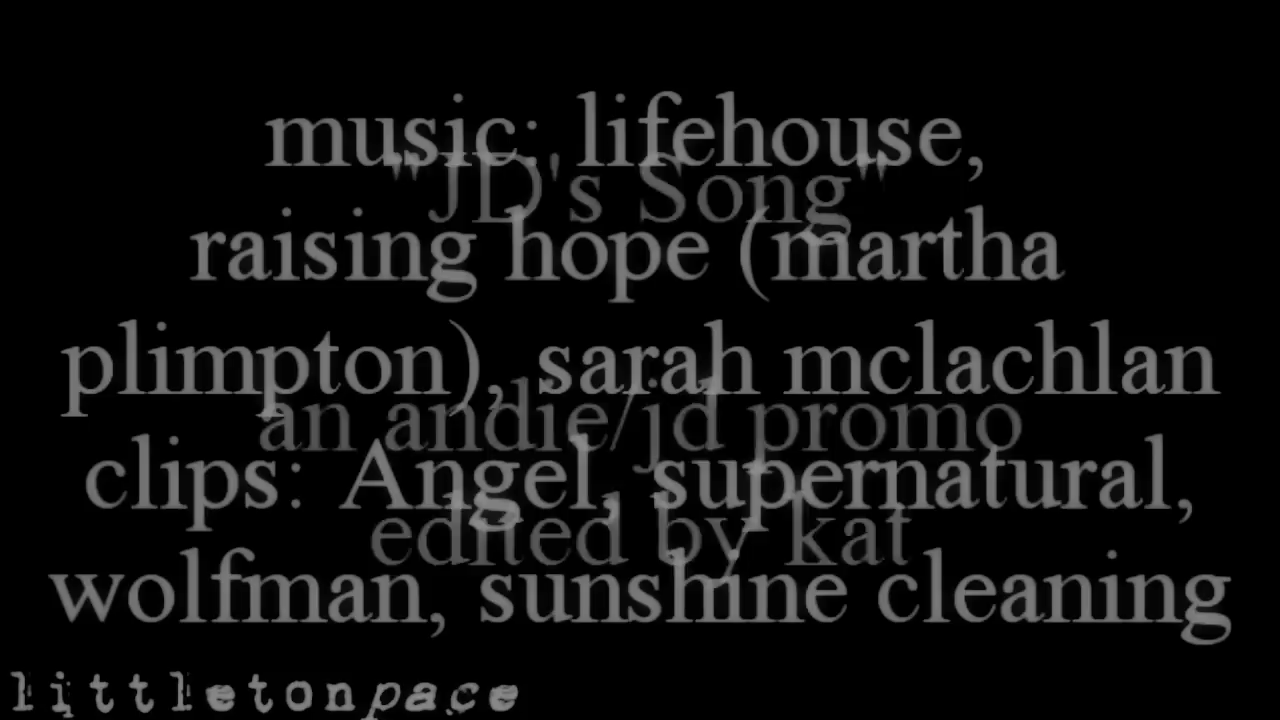 music: lifehouse,
"JD's Song"
raising hope (martha
plimpton), sarah mclachlan
an andie/jd promo
clips: Angel, supernatural,
edited by kat
wolfman, sunshine cleaning
littletonpace